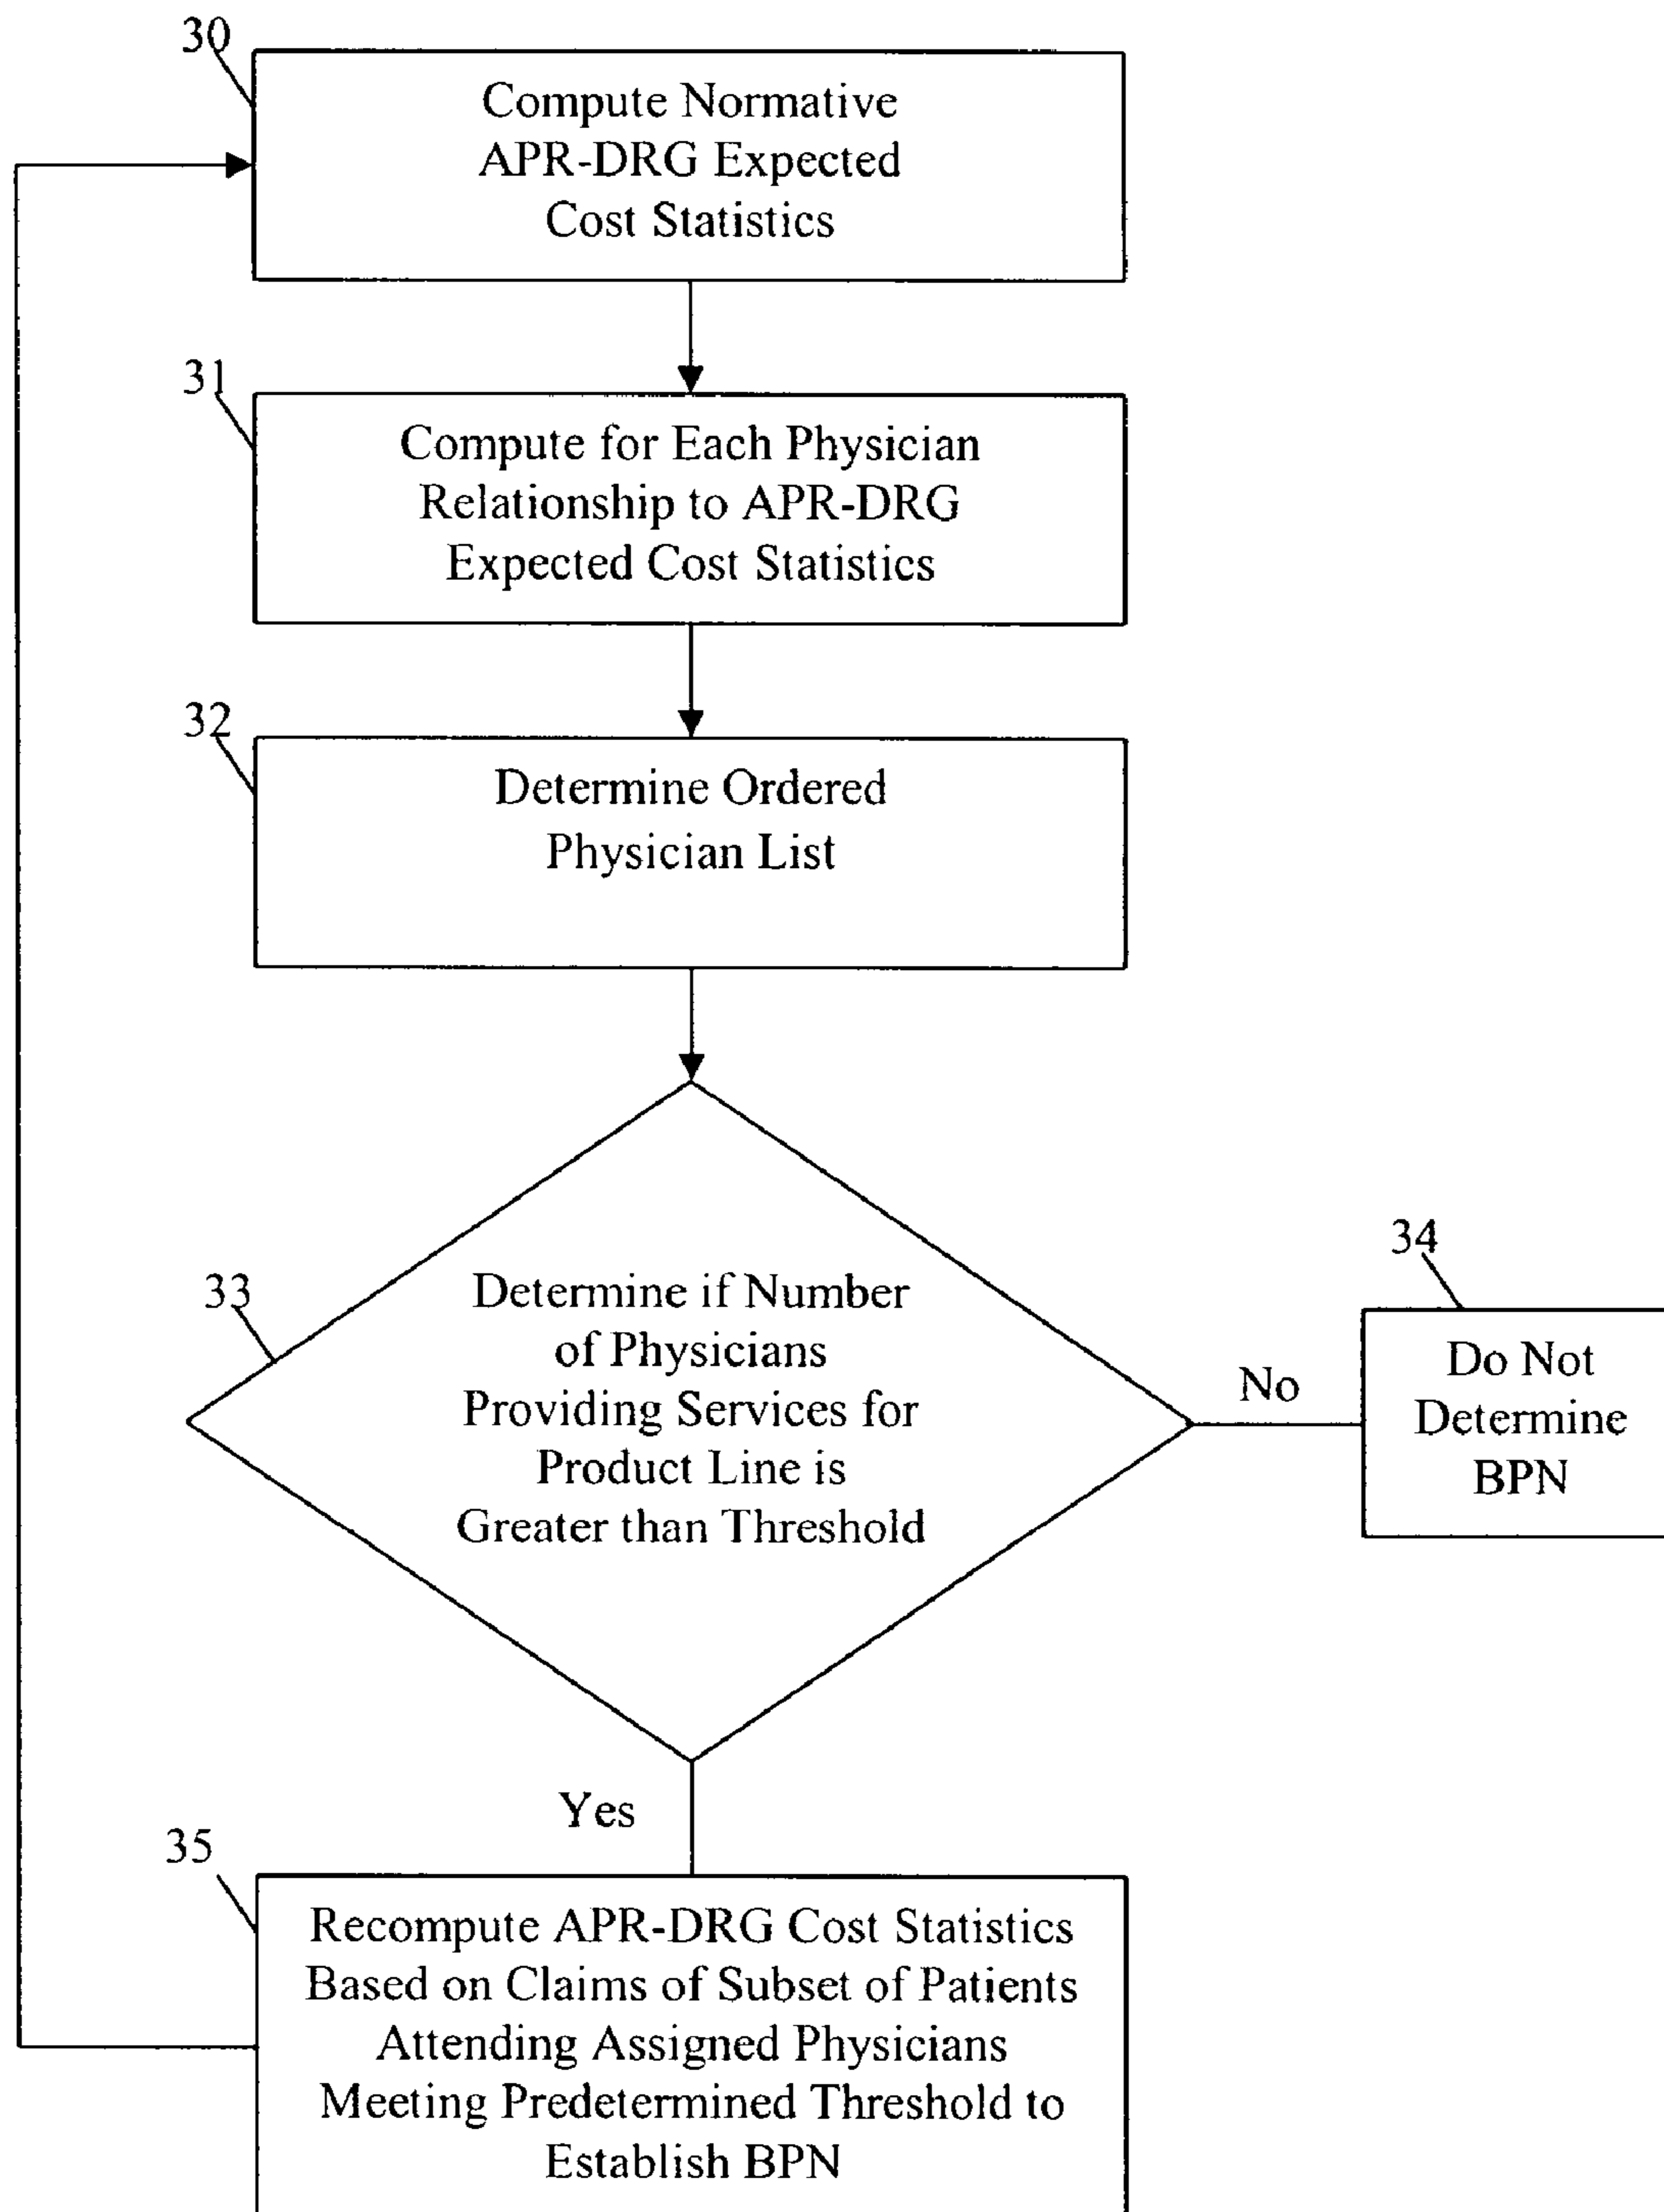 30
Compute Normative
APR-DRG Expected
Cost Statistics
31
Compute for Each Physician
Relationship to APR-DRG
Expected Cost Statistics
32
Determine Ordered
Physician List
33
Determine if Number
of Physicians
Providing Services for
Product Line is
Greater than Threshold
No
34
Do Not
Determine
BPN
Yes
35
Recompute APR-DRG Cost Statistics
Based on Claims of Subset of Patients
Attending Assigned Physicians
Meeting Predetermined Threshold to
Establish BPN